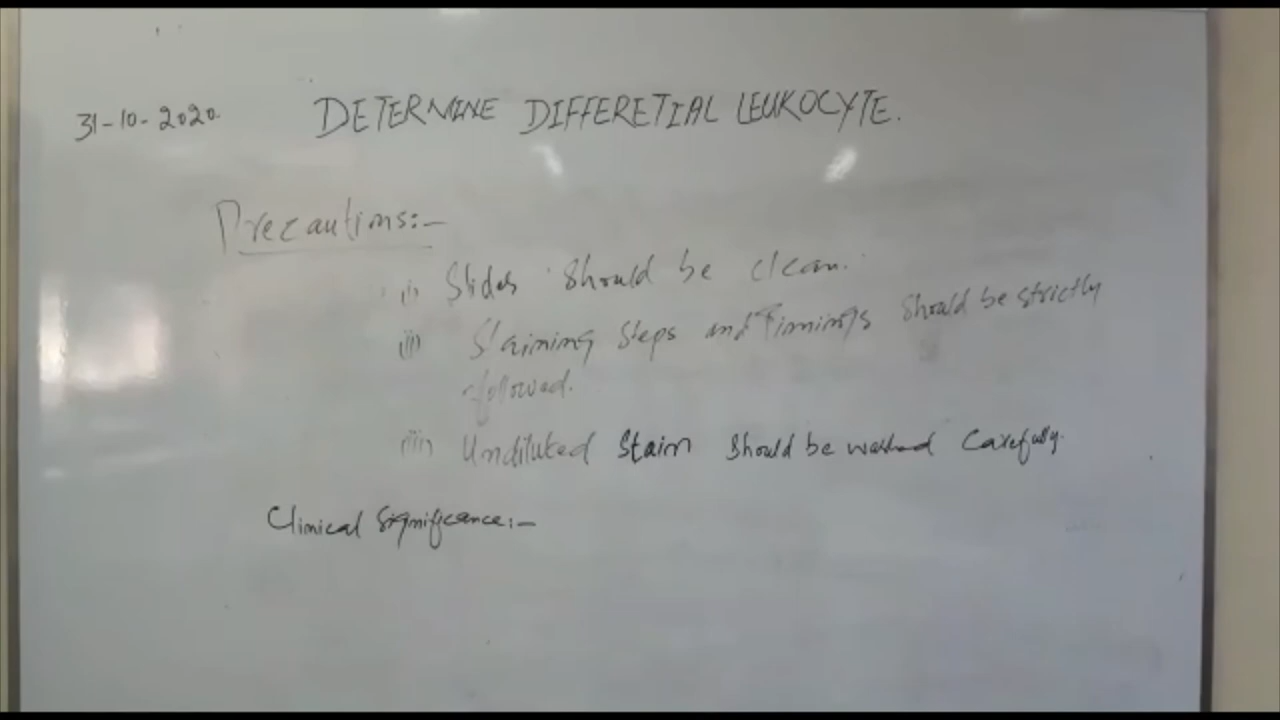 31-10-2020. DETERMINE DIFFERETIAL LEUKOCYTE.
Precautions:-
(i) Slides should be clean.
(ii) Staining Steps and Timinigs should be strictly
followed.
(iii) Undiluted Stain should be washed Carefully.
Clinical Significance:-